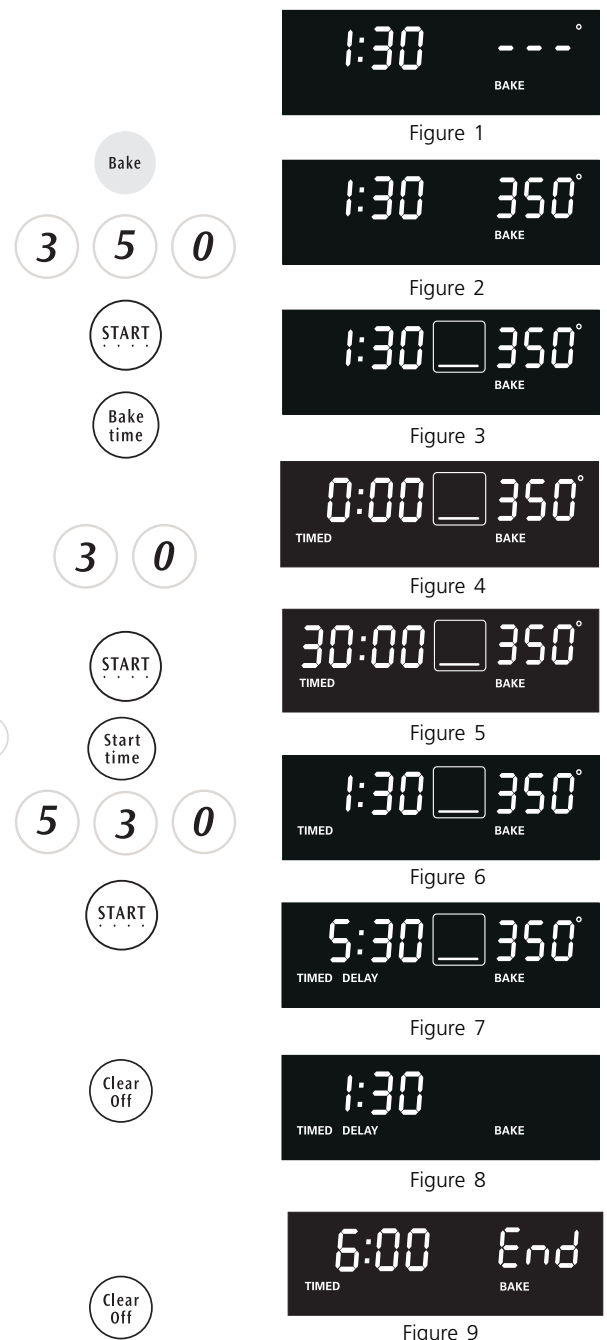 1:30 ---°
BAKE
Figure 1
Bake
1:30 350°
BAKE
3 5 0
Figure 2
START
1:30 350°
BAKE
Bake
time
Figure 3
0:00 350°
TIMED BAKE
3 0
Figure 4
30:00 350°
START
TIMED BAKE
Start
time
Figure 5
1:30 350°
5 3 0
TIMED BAKE
Figure 6
START
5:30 350°
TIMED DELAY BAKE
Figure 7
Clear
Off
1:30
TIMED DELAY BAKE
Figure 8
6:00 End
TIMED BAKE
Clear
Off
Figure 9